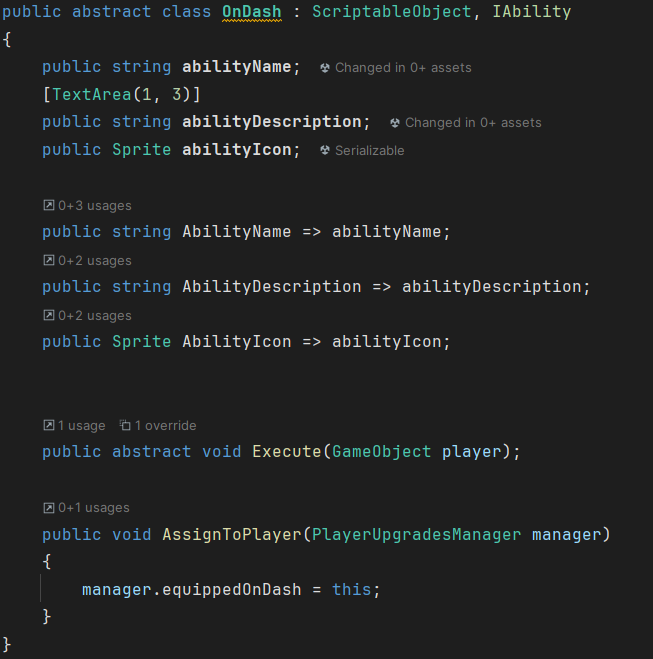 public abstract class OnDash : ScriptableObject, IAbility
{
public string abilityName; Changed in 0+ assets
[TextArea(1, 3)]
public string abilityDescription; Changed in 0+ assets
public Sprite abilityIcon; Serializable
0+3 usages
public string AbilityName => abilityName;
0+2 usages
public string AbilityDescription => abilityDescription;
0+2 usages
public Sprite AbilityIcon => abilityIcon;
1 usage 1 override
public abstract void Execute(GameObject player);
0+1 usages
public void AssignToPlayer(PlayerUpgradesManager manager)
{
manager.equippedOnDash = this;
}
}